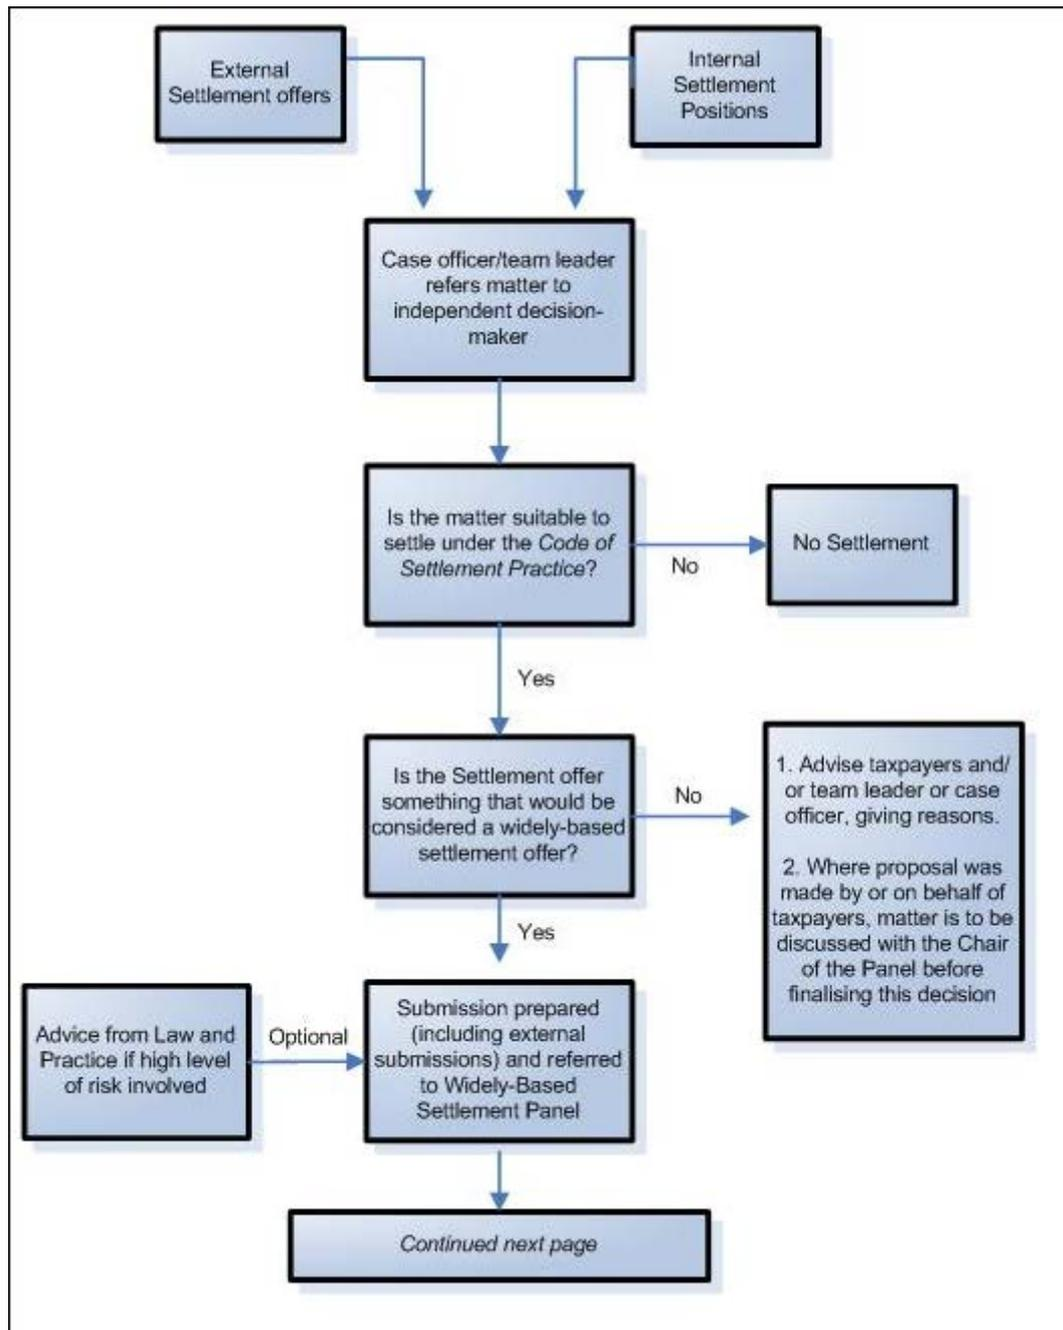 External
Settlement offers
Internal
Settlement
Positions
Case officer/team leader
refers matter to
independent decision-
maker
Is the matter suitable to
settle under the Code of
Settlement Practice?
No
No Settlement
Yes
Is the Settlement offer
something that would be
considered a widely-based
settlement offer?
No
1. Advise taxpayers and/
or team leader or case
officer, giving reasons.
2. Where proposal was
made by or on behalf of
taxpayers, matter is to be
discussed with the Chair
of the Panel before
finalising this decision
Yes
Advice from Law and
Practice if high level
of risk involved
Optional
Submission prepared
(including external
submissions) and referred
to Widely-Based
Settlement Panel
Continued next page